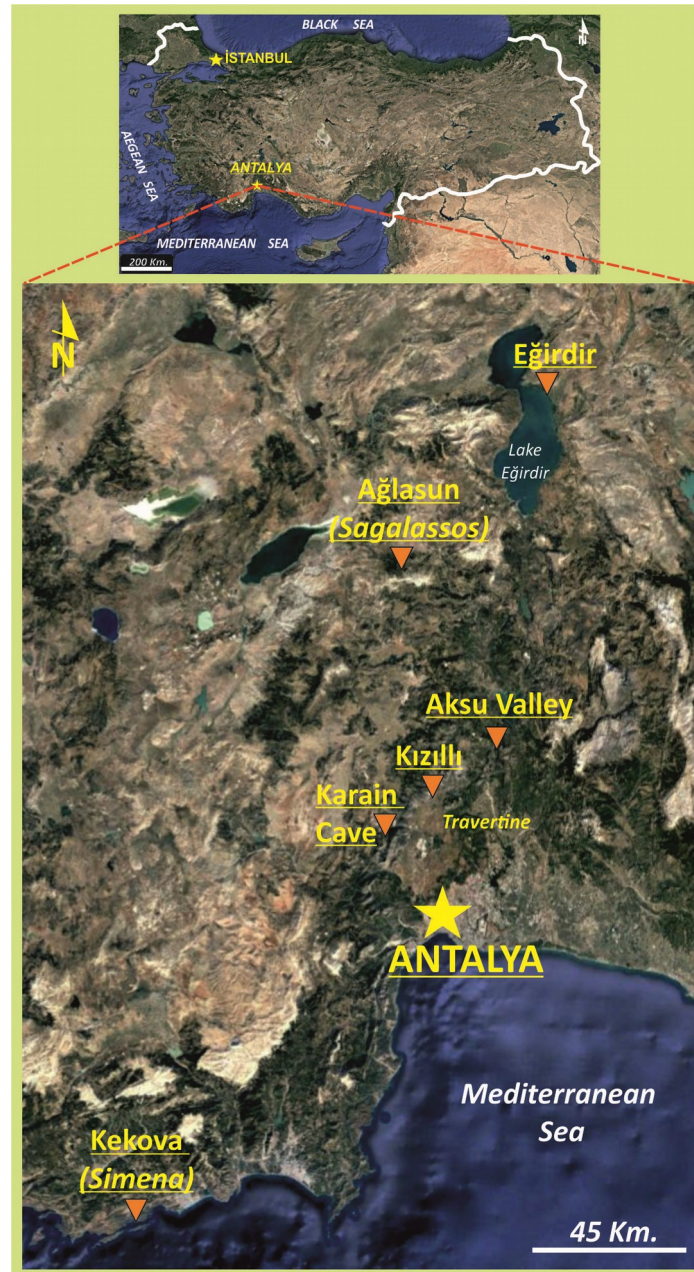 BLACK SEA
N
İSTANBUL
AEGEAN SEA
ANTALYA
MEDITERRANEAN SEA
200 Km.
N
Eğirdir
Lake
Eğirdir
Ağlasun
(Sagalassos)
Aksu Valley
Kızıllı
Karain
Cave
Travertine
ANTALYA
Mediterranean
Sea
Kekova
(Simena)
45 Km.